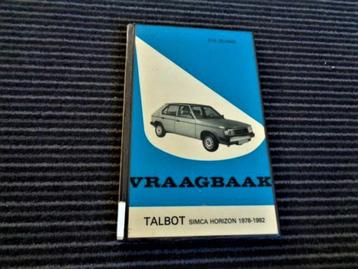 VRAAGBAAK
TALBOT SIMCA HORIZON 1978-1982